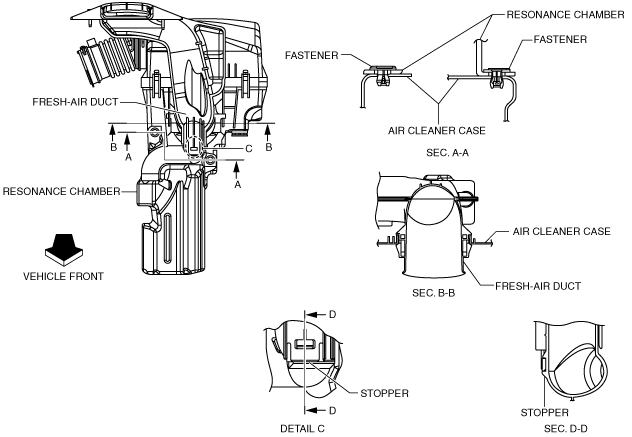 RESONANCE CHAMBER
FASTENER
FASTENER
FRESH-AIR DUCT
AIR CLEANER CASE
B
A
B
C
A
SEC. A-A
RESONANCE CHAMBER
AIR CLEANER CASE
VEHICLE FRONT
FRESH-AIR DUCT
SEC. B-B
D
STOPPER
D
STOPPER
DETAIL C
SEC. D-D